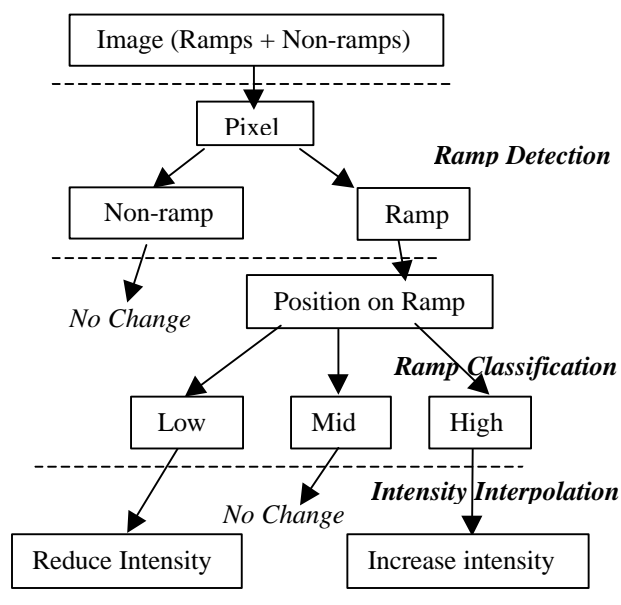 Image (Ramps + Non-ramps)
Pixel
Ramp Detection
Non-ramp
Ramp
No Change
Position on Ramp
Ramp Classification
Low
Mid
High
Intensity Interpolation
No Change
Reduce Intensity
Increase intensity